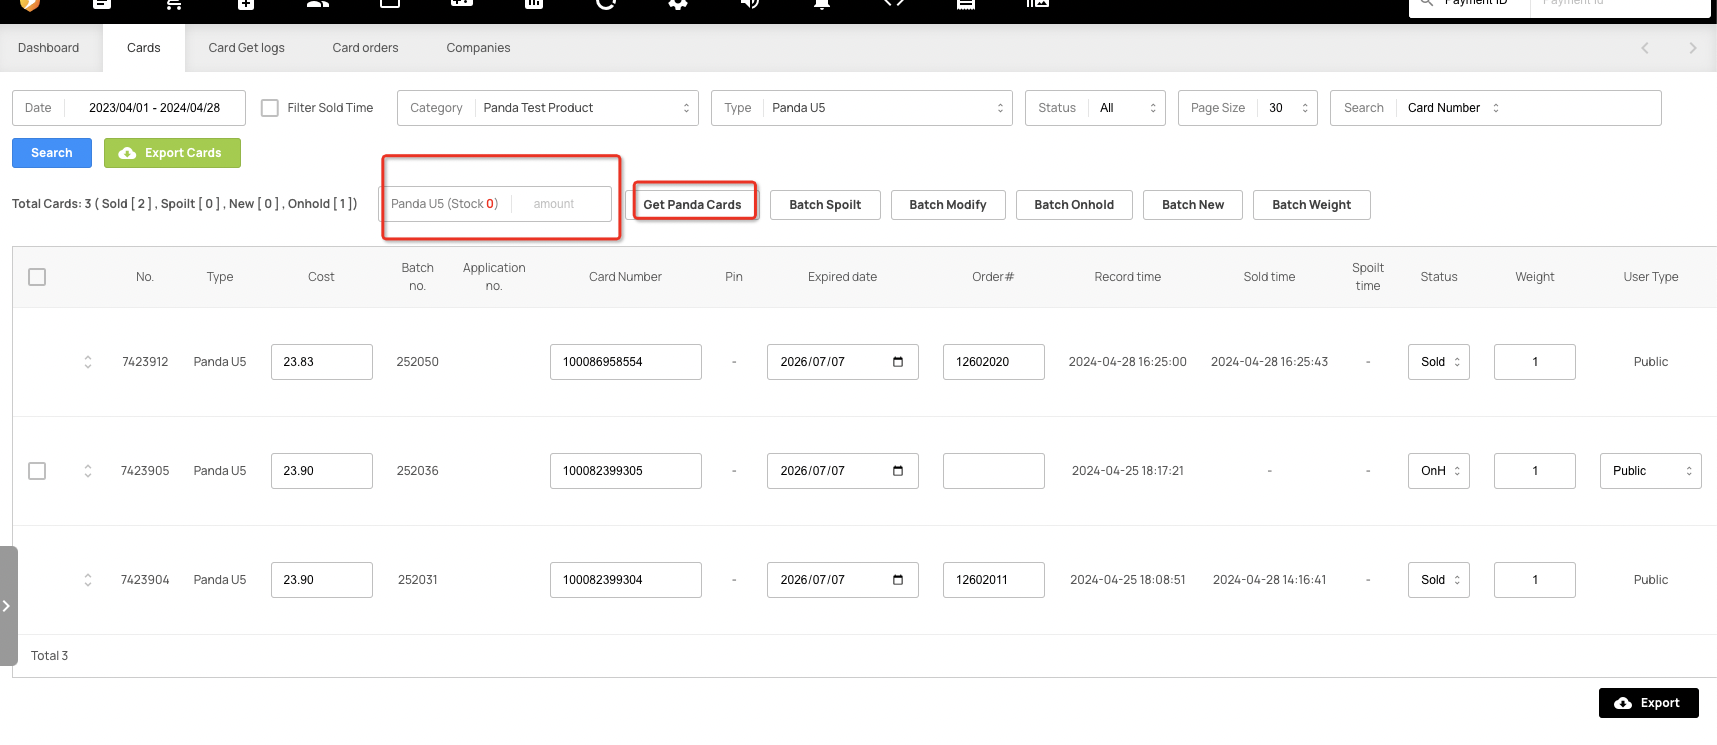 Payment ID Payment Id
Dashboard Cards Card Get logs Card orders Companies
Date 2023/04/01 - 2024/04/28 Filter Sold Time Category Panda Test Product Type Panda U5 Status All Page Size 30 Search Card Number
Search Export Cards
Total Cards: 3 ( Sold [ 2 ] , Spoilt [ 0 ] , New [ 0 ] , Onhold [ 1 ] ) Panda U5 (Stock 0) amount Get Panda Cards Batch Spoilt Batch Modify Batch Onhold Batch New Batch Weight
No. Type Cost Batch no. Application no. Card Number Pin Expired date Order# Record time Sold time Spoilt time Status Weight User Type
7423912 Panda U5 23.83 252050 100086958554 - 2026/07/07 12602020 2024-04-28 16:25:00 2024-04-28 16:25:43 - Sold 1 Public
7423905 Panda U5 23.90 252036 100082399305 - 2026/07/07 2024-04-25 18:17:21 - - OnH 1 Public
7423904 Panda U5 23.90 252031 100082399304 - 2026/07/07 12602011 2024-04-25 18:08:51 2024-04-28 14:16:41 - Sold 1 Public
Total 3
Export